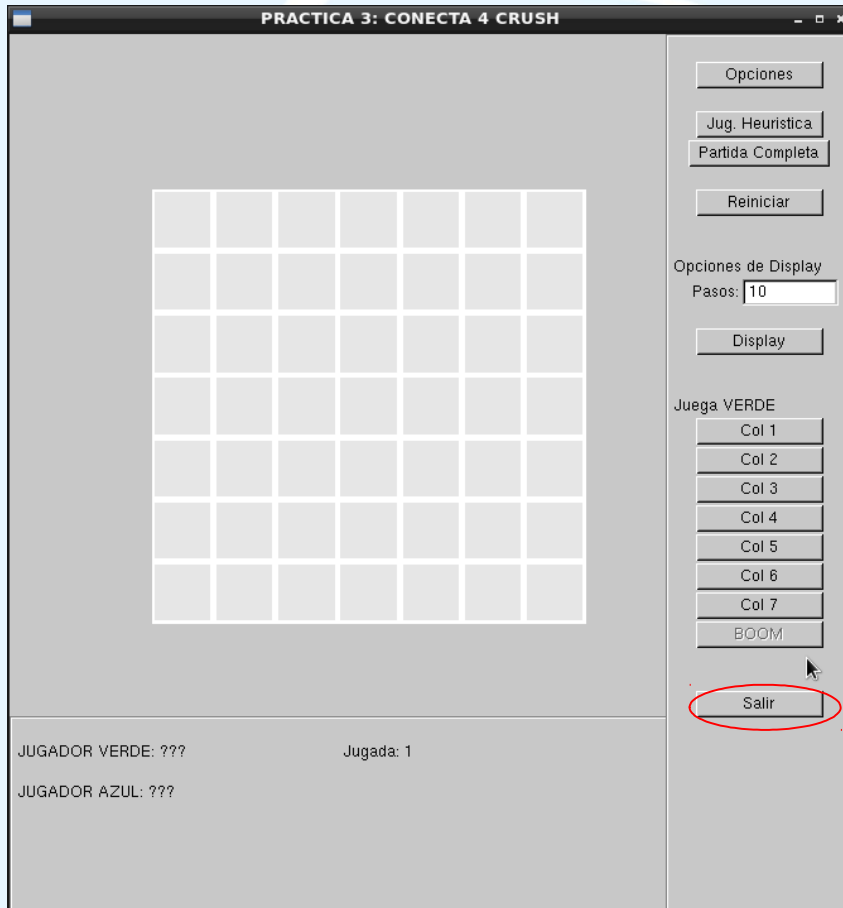 PRACTICA 3: CONECTA 4 CRUSH
Opciones
Jug. Heuristica
Partida Completa
Reiniciar
Opciones de Display
Pasos: 10
Display
Juega VERDE
Col 1
Col 2
Col 3
Col 4
Col 5
Col 6
Col 7
BOOM
Salir
JUGADOR VERDE: ??? Jugada: 1
JUGADOR AZUL: ???